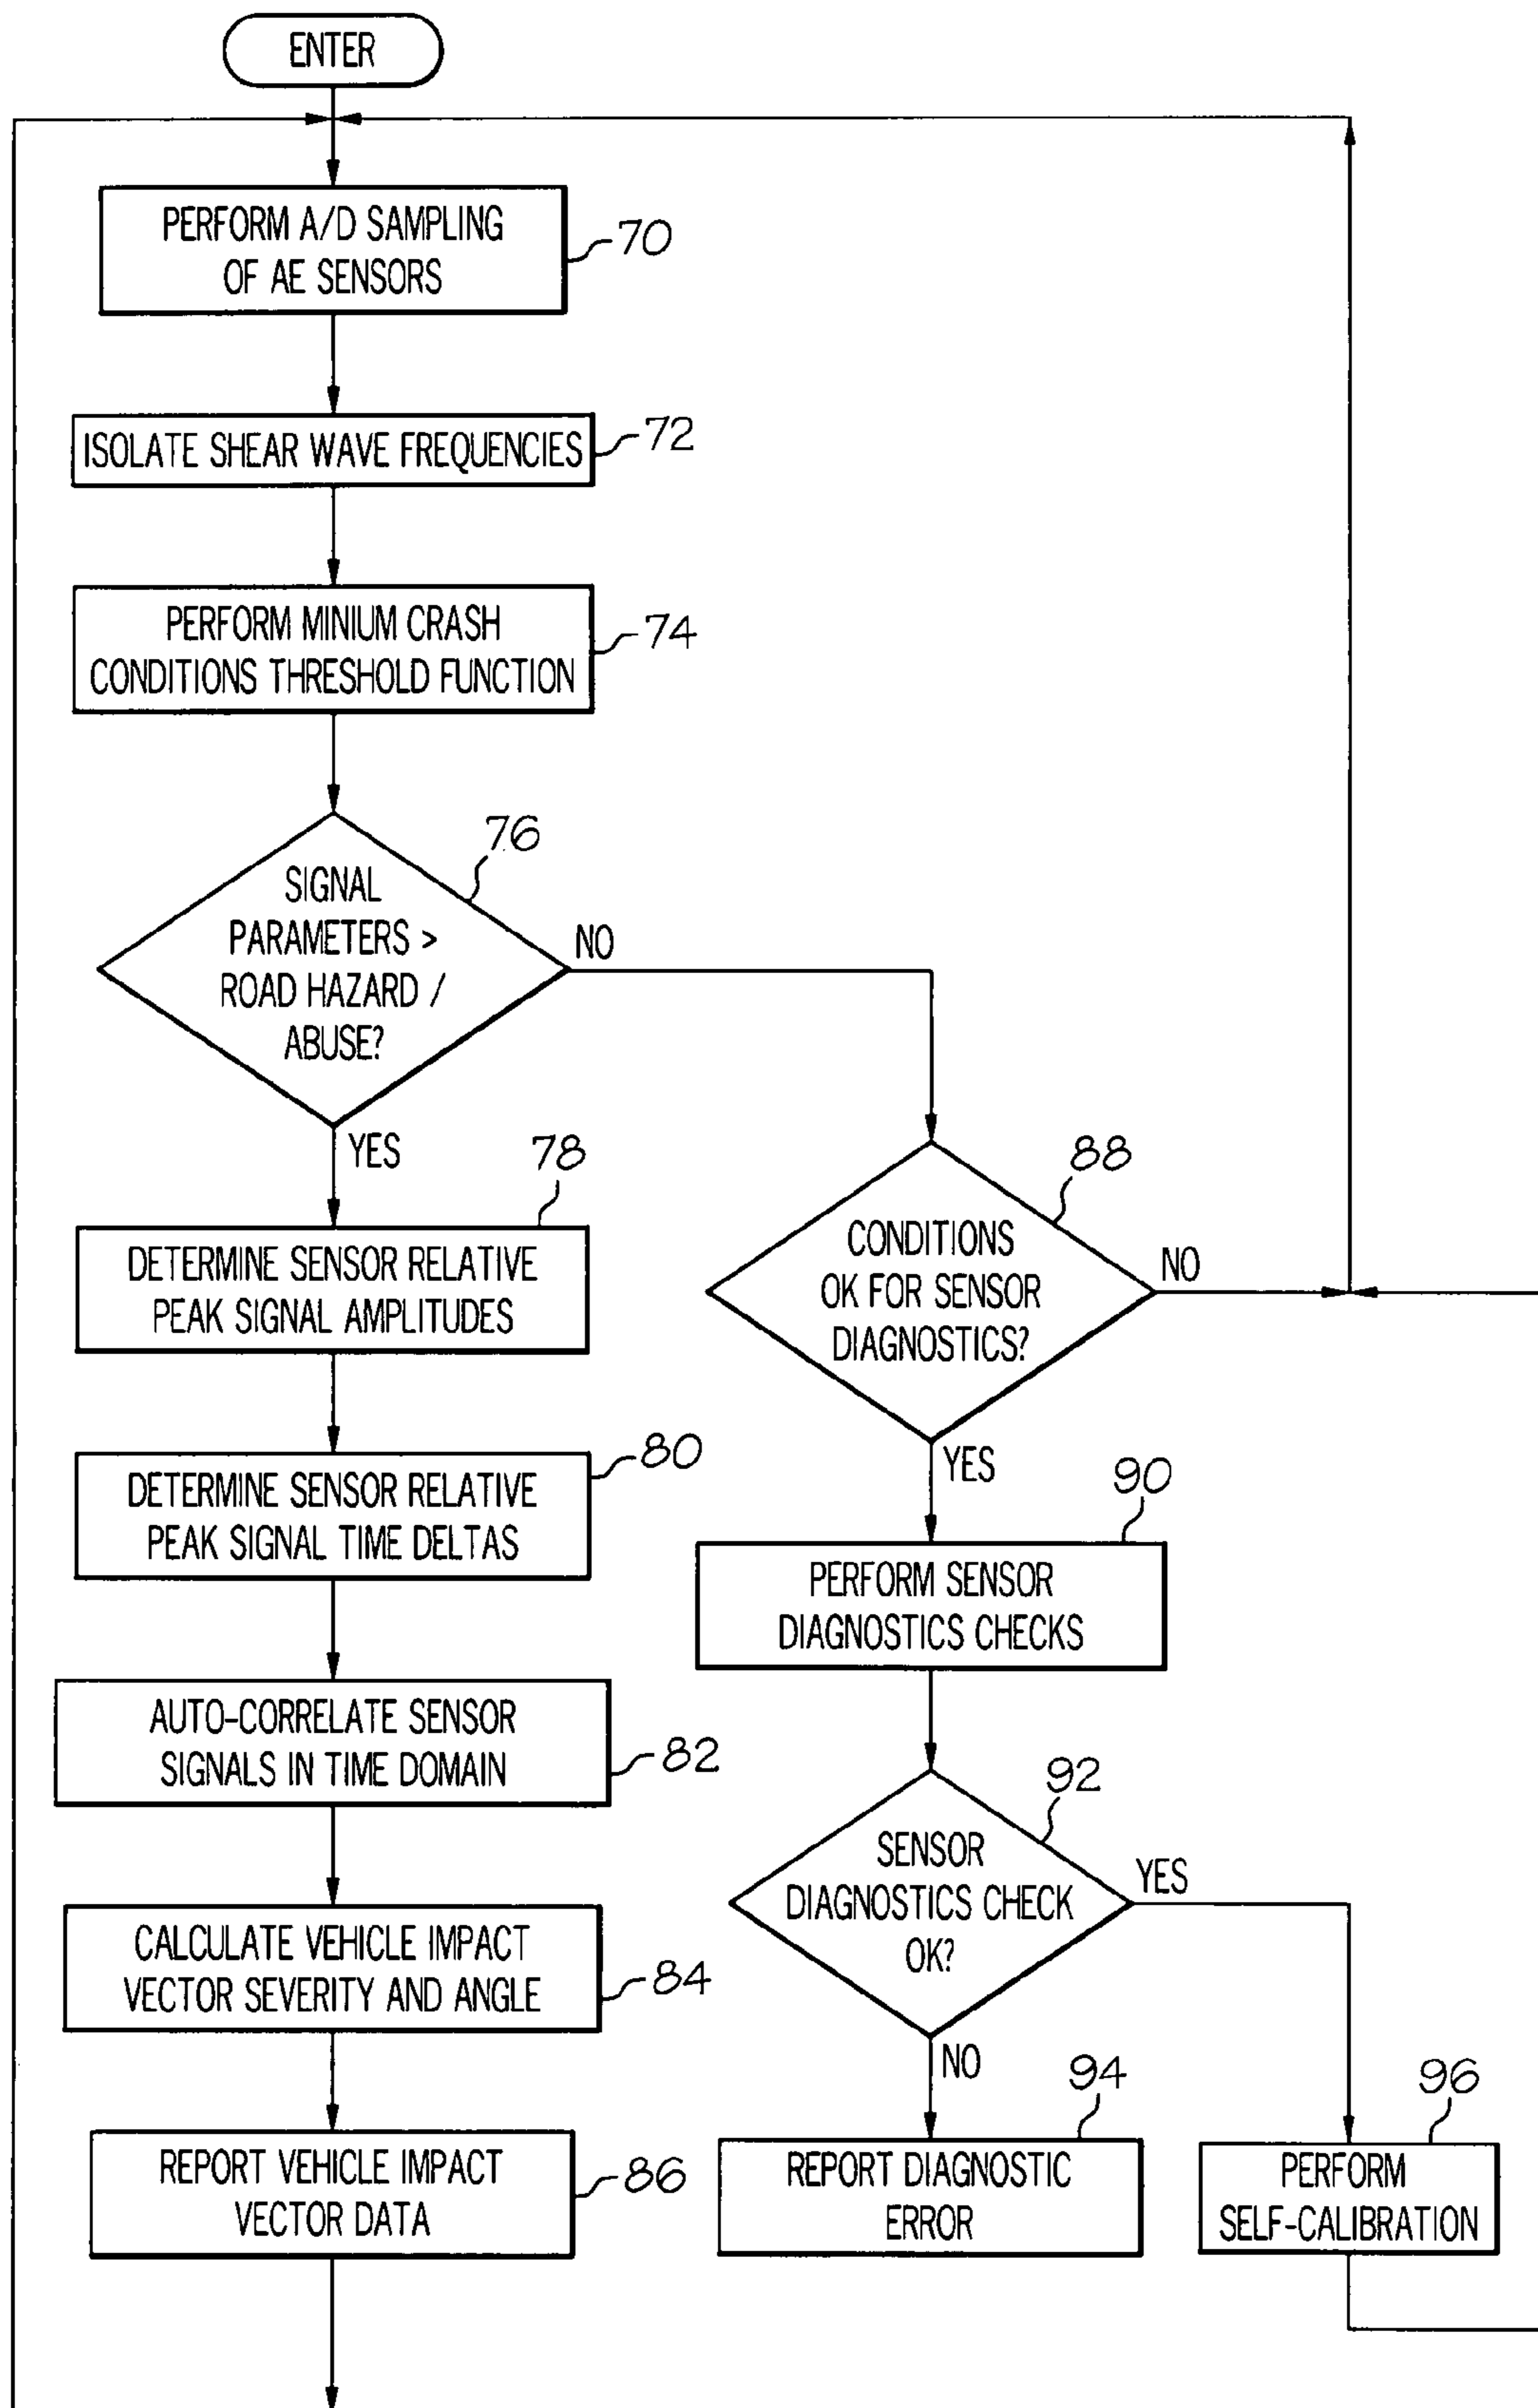 ENTER
PERFORM A/D SAMPLING
OF AE SENSORS
70
ISOLATE SHEAR WAVE FREQUENCIES
72
PERFORM MINIUM CRASH
CONDITIONS THRESHOLD FUNCTION
74
76
SIGNAL
PARAMETERS >
ROAD HAZARD /
ABUSE?
NO
YES
78
DETERMINE SENSOR RELATIVE
PEAK SIGNAL AMPLITUDES
80
DETERMINE SENSOR RELATIVE
PEAK SIGNAL TIME DELTAS
AUTO-CORRELATE SENSOR
SIGNALS IN TIME DOMAIN
82
CALCULATE VEHICLE IMPACT
VECTOR SEVERITY AND ANGLE
84
REPORT VEHICLE IMPACT
VECTOR DATA
86
88
CONDITIONS
OK FOR SENSOR
DIAGNOSTICS?
NO
YES
90
PERFORM SENSOR
DIAGNOSTICS CHECKS
92
SENSOR
DIAGNOSTICS CHECK
OK?
YES
NO
94
REPORT DIAGNOSTIC
ERROR
96
PERFORM
SELF-CALIBRATION